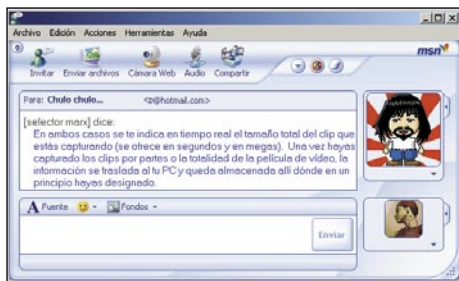 Archivo Edición Acciones Herramientas Ayuda
msn
Invitar Enviar archivos Cámara Web Audio Compartir
Para: Chulo chulo... <p@hotmail.com>
[selector marx] dice:
En ambos casos se te indica en tiempo real el tamaño total del clip que
estás capturando (se ofrece en segundos y en megas). Una vez hayas
capturado los clips por partes o la totalidad de la película de vídeo, la
información se traslada al tu PC y queda almacenada allí dónde en un
principio hayas designado.
A Fuente Fondos
Enviar